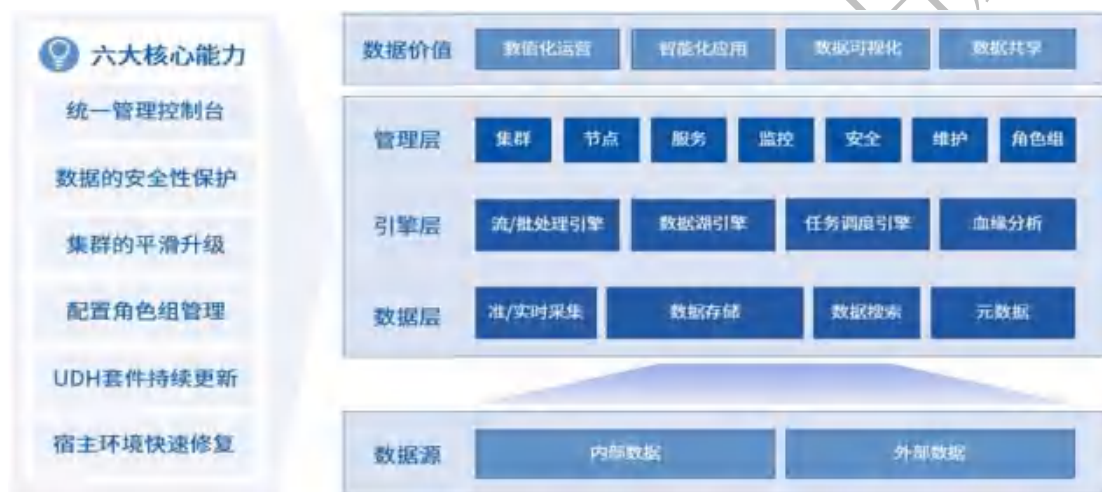 六大核心能力
统一管理控制台
数据的安全性保护
集群的平滑升级
配置角色组管理
UDH套件持续更新
宿主环境快速修复
数据价值 数值化运营 智能化应用 数据可视化 数据共享
管理层 集群 节点 服务 监控 安全 维护 角色组
引擎层 流/批处理引擎 数据湖引擎 任务调度引擎 血缘分析
数据层 准/实时采集 数据存储 数据搜索 元数据
数据源 内部数据 外部数据